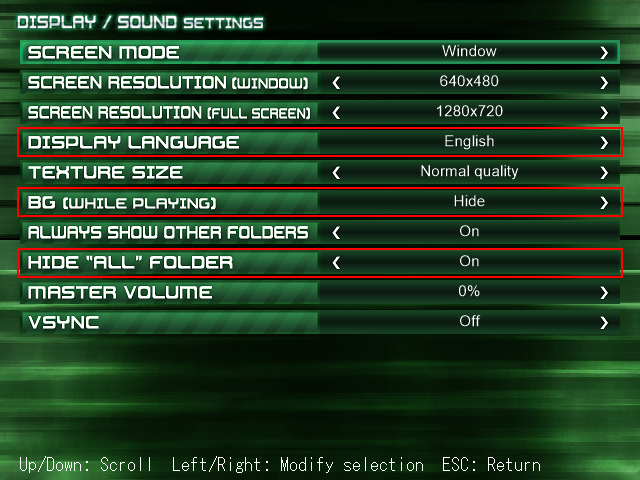 DISPLAY / SOUND SETTINGS
SCREEN MODE Window
SCREEN RESOLUTION (WINDOW) 640x480
SCREEN RESOLUTION (FULL SCREEN) 1280x720
DISPLAY LANGUAGE English
TEXTURE SIZE Normal quality
BG (WHILE PLAYING) Hide
ALWAYS SHOW OTHER FOLDERS On
HIDE "ALL" FOLDER On
MASTER VOLUME 0%
VSYNC Off
Up/Down: Scroll Left/Right: Modify selection ESC: Return